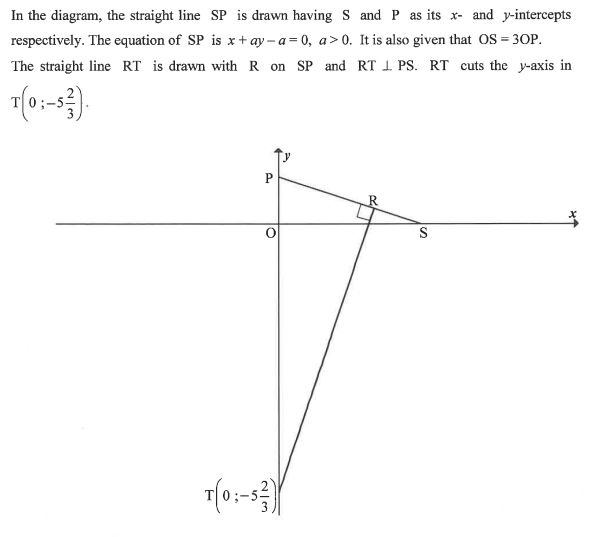 In the diagram, the straight line SP is drawn having S and P as its x- and y-intercepts
respectively. The equation of SP is x + ay – a = 0, a > 0. It is also given that OS = 3OP.
The straight line RT is drawn with R on SP and RT ⊥ PS. RT cuts the y-axis in
T(0 ; –5 2/3).
y
P
R
x
O
S
T(0 ; –5 2/3)